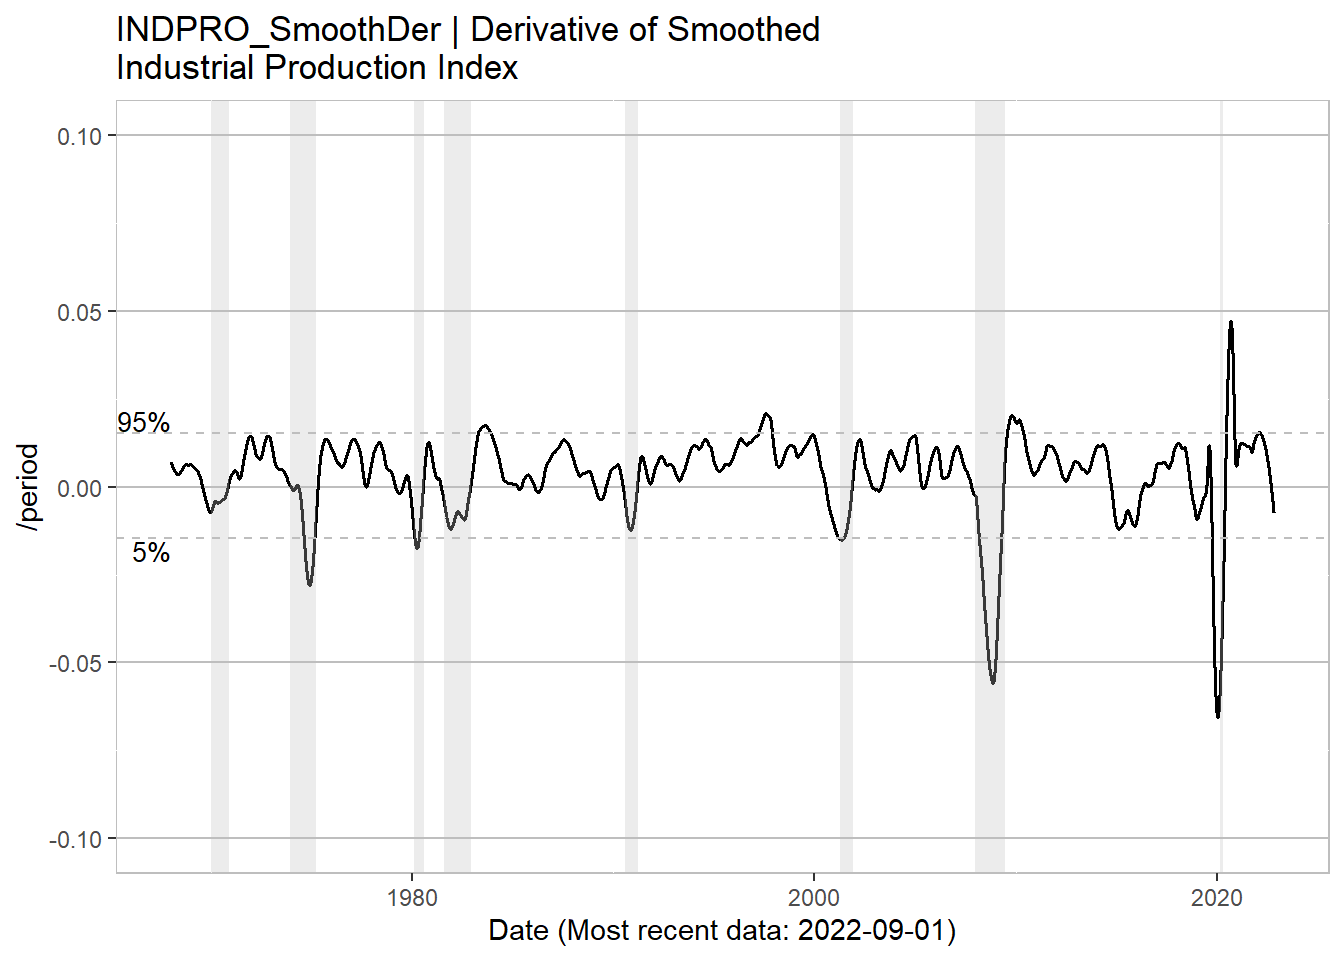 INDPRO_SmoothDer | Derivative of Smoothed
Industrial Production Index
0.10
0.05
95%
0.00
/period
5%
-0.05
-0.10
1980
2000
2020
Date (Most recent data: 2022-09-01)